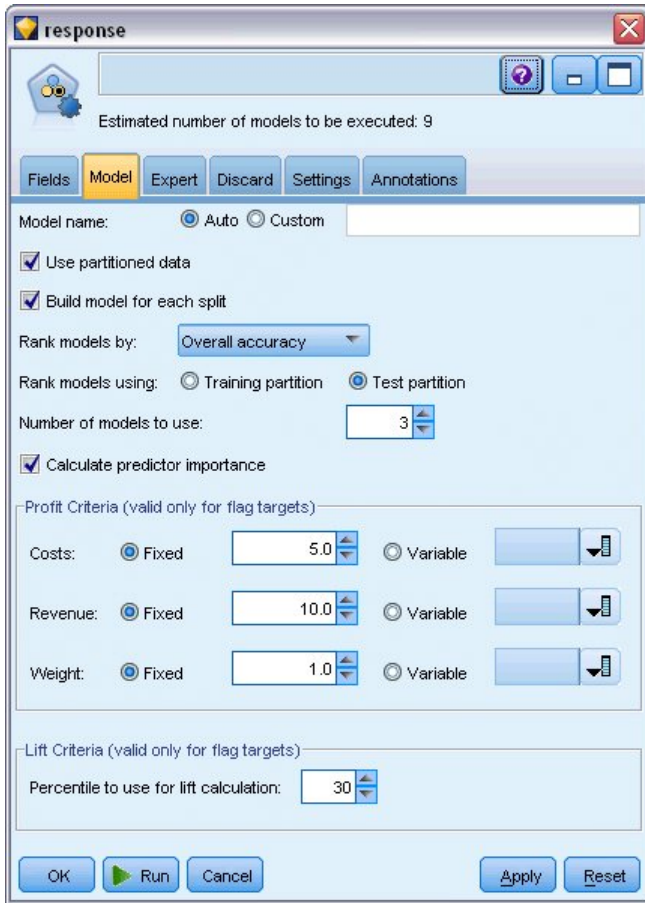 response
?
Estimated number of models to be executed: 9
Fields Model Expert Discard Settings Annotations
Model name: Auto Custom
Use partitioned data
Build model for each split
Rank models by: Overall accuracy
Rank models using: Training partition Test partition
Number of models to use: 3
Calculate predictor importance
Profit Criteria (valid only for flag targets)
Costs: Fixed 5.0 Variable
Revenue: Fixed 10.0 Variable
Weight: Fixed 1.0 Variable
Lift Criteria (valid only for flag targets)
Percentile to use for lift calculation: 30
OK Run Cancel Apply Reset